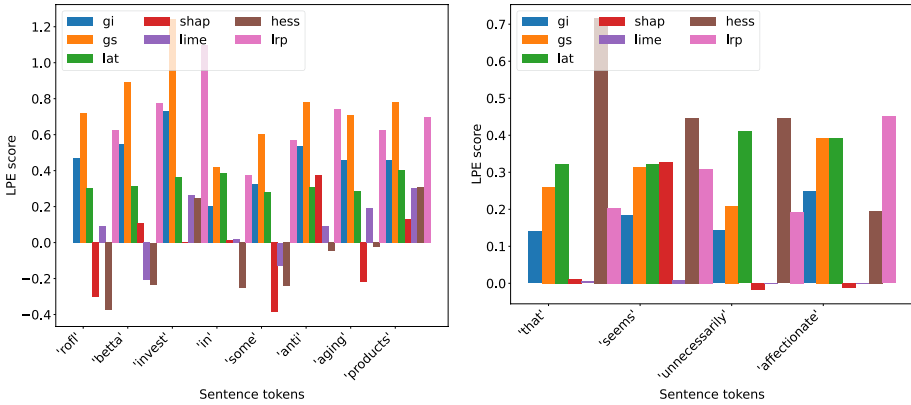 gi
gs
lat
shap
lime
hess
lrp
LPE score
1.2
1.0
0.8
0.6
0.4
0.2
0.0
−0.2
−0.4
'rofl'
'betta'
'invest'
'in'
'some'
'anti'
'aging'
'products'
Sentence tokens
gi
gs
lat
shap
lime
hess
lrp
LPE score
0.7
0.6
0.5
0.4
0.3
0.2
0.1
0.0
'that'
'seems'
'unnecessarily'
'affectionate'
Sentence tokens